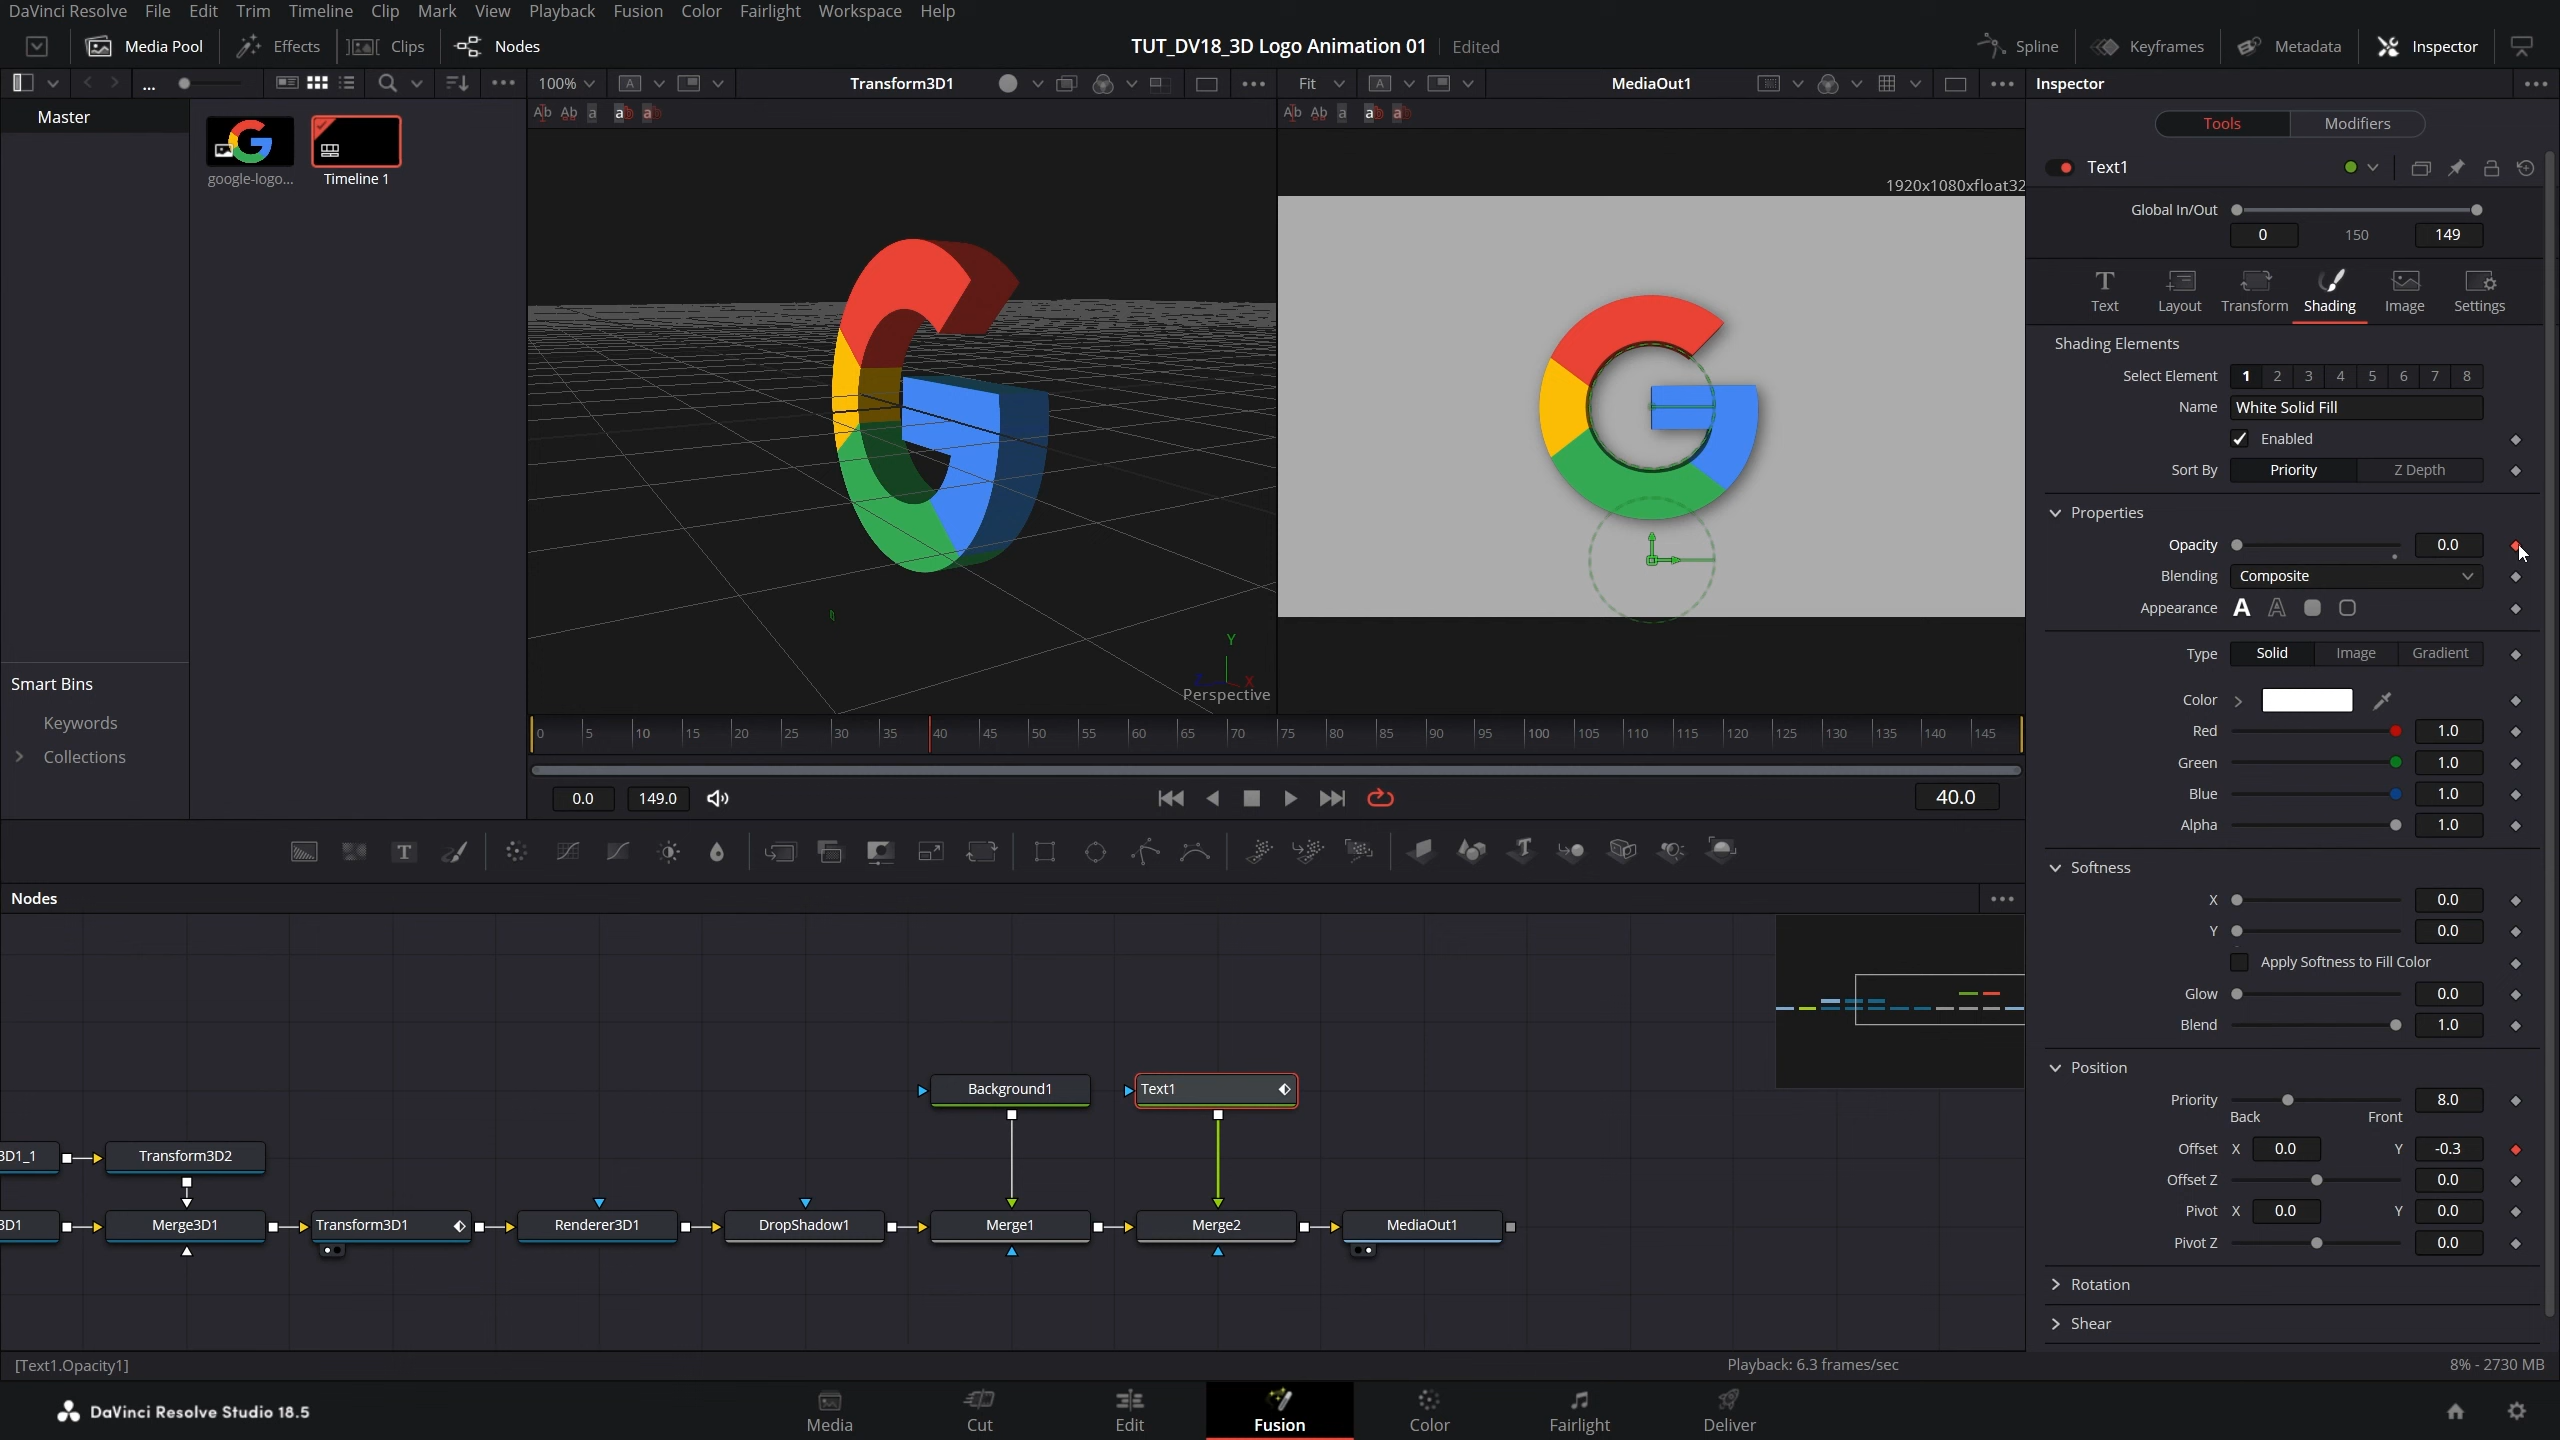 DaVinci Resolve File Edit Trim Timeline Clip Mark View Playback Fusion Color Fairlight Workspace Help
Media Pool Effects Clips Nodes TUT_DV18_3D Logo Animation 01 Edited Spline Keyframes Metadata Inspector
... 100% Transform3D1 Fit MediaOut1 Inspector
Master
google-logo...
Timeline 1
Smart Bins
Keywords
Collections
1920x1080xfloat32
Y
X
Perspective
0 5 10 15 20 25 30 35 40 45 50 55 60 65 70 75 80 85 90 95 100 105 110 115 120 125 130 135 140 145
0.0 149.0 40.0
Nodes
Background1
Text1
3D1_1
Transform3D2
3D1
Merge3D1
Transform3D1
Renderer3D1
DropShadow1
Merge1
Merge2
MediaOut1
Tools Modifiers
Text1
Global In/Out
0 150 149
Text Layout Transform Shading Image Settings
Shading Elements
Select Element 1 2 3 4 5 6 7 8
Name White Solid Fill
Enabled
Sort By Priority Z Depth
Properties
Opacity 0.0
Blending Composite
Appearance A A
Type Solid Image Gradient
Color
Red 1.0
Green 1.0
Blue 1.0
Alpha 1.0
Softness
X 0.0
Y 0.0
Apply Softness to Fill Color
Glow 0.0
Blend 1.0
Position
Priority 8.0
Back Front
Offset X 0.0 Y -0.3
Offset Z 0.0
Pivot X 0.0 Y 0.0
Pivot Z 0.0
Rotation
Shear
[Text1.Opacity1] Playback: 6.3 frames/sec 8% - 2730 MB
DaVinci Resolve Studio 18.5 Media Cut Edit Fusion Color Fairlight Deliver